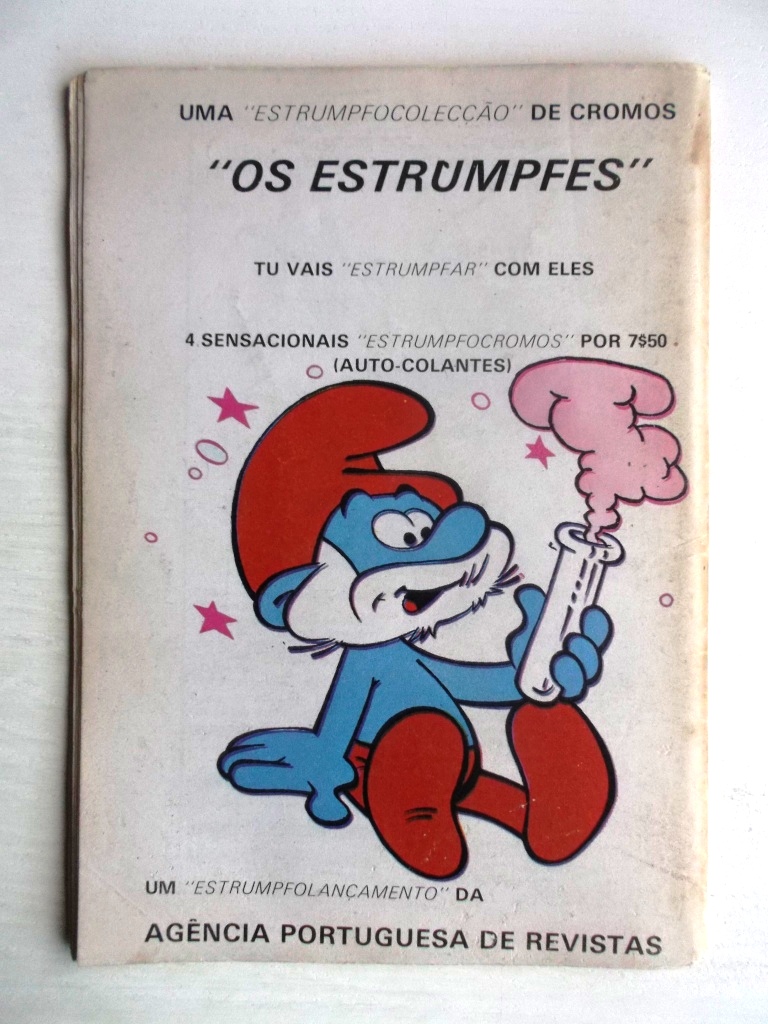 UMA "ESTRUMPFOCOLECÇÃO" DE CROMOS
"OS ESTRUMPFES"
TU VAIS "ESTRUMPFAR" COM ELES
4 SENSACIONAIS "ESTRUMPFOCROMOS" POR 7$50
(AUTO-COLANTES)
UM "ESTRUMPFOLANÇAMENTO" DA
AGÊNCIA PORTUGUESA DE REVISTAS